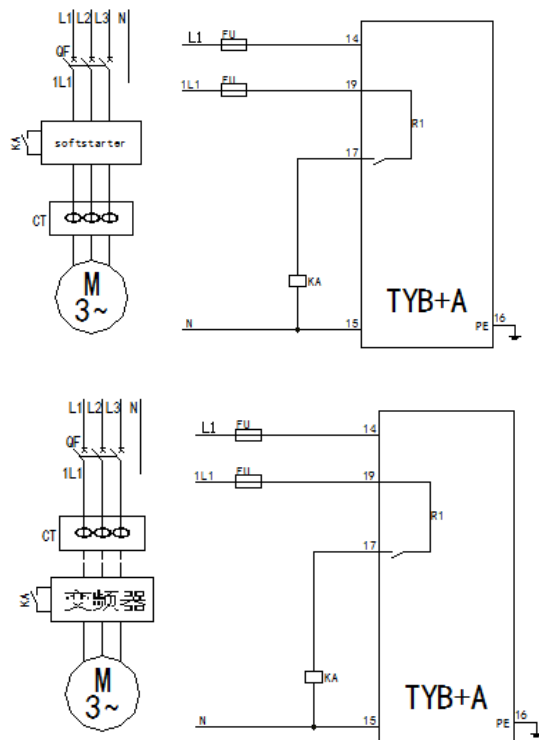 L1 L2 L3 N
QF
1L1
KA
softstarter
CT
M
3~
L1 FU 14
1L1 FU 19
R1
17
KA
TYB+A
N 15
PE 16
L1 L2 L3 N
QF
1L1
CT
KA
变频器
M
3~
L1 FU 14
1L1 FU 19
R1
17
KA
TYB+A
N 15
PE 16